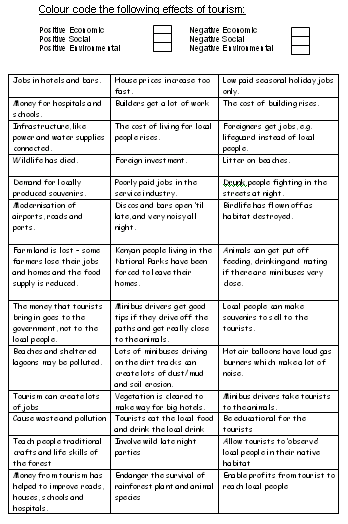 Colour code the following effects of tourism:
Positive Economic
Positive Social
Positive Environmental
Negative Economic
Negative Social
Negative Environmental
Jobs in hotels and bars.
House prices increase too
fast.
Low paid seasonal holiday jobs
only.
Money for hospitals and
schools.
Builders get a lot of work
The cost of building rises.
Infrastructure, like
power and water supplies
connected.
The cost of living for local
people rises.
Foreigners get jobs, e.g.
lifeguard instead of local
people.
Wildlife has died.
Foreign investment.
Litter on beaches.
Demand for locally
produced souvenirs.
Poorly paid jobs in the
service industry.
Drunk people fighting in the
streets at night.
Modernisation of
airports, roads and
ports.
Discos and bars open 'til
late, and very noisy all
night.
Birdlife has flown off as
habitat destroyed.
Farmland is lost – some
farmers lose their jobs
and homes and the food
supply is reduced.
Kenyan people living in the
National Parks have been
forced to leave their
homes.
Animals can get put off
feeding, drinking and mating
if there are minibuses very
close.
The money that tourists
bring in goes to the
government, not to the
local people.
Minibus drivers get good
tips if they drive off the
paths and get really close
to the animals.
Local people can make
souvenirs to sell to the
tourists.
Beaches and sheltered
lagoons may be polluted.
Lots of minibuses driving
on the dirt tracks can
create lots of dust/mud
and soil erosion.
Hot air balloons have loud gas
burners which make a lot of
noise.
Tourism can create lots
of jobs
Vegetation is cleared to
make way for big hotels.
Minibus drivers take tourists
to the animals.
Cause waste and pollution
Tourists eat the local food
and drink the local drink
Be educational for the
tourists
Teach people traditional
crafts and life skills of
the forest
Involve wild late night
parties
Allow tourists to 'observe'
local people in their native
habitat
Money from tourism has
helped to improve roads,
houses, schools and
hospitals.
Endanger the survival of
rainforest plant and animal
species
Enable profits from tourist to
reach local people